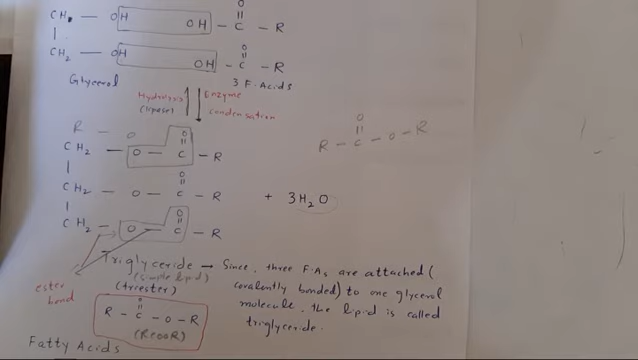 O
CH₂ — OH OH — C — R
O
CH₂ — OH OH — C — R
Glycerol 3 F. Acids
Hydrolysis Enzyme
(lipase) condensation
R — O O
CH₂ — O — C — R
O
R — C — O — R
O
CH₂ — O — C — R + 3H₂O
O
CH₂ — O — C — R
Triglyceride → Since, three F.As are attached (
(simple lipid) covalently bonded) to one glycerol
(triester) molecule, the lipid is called
triglyceride.
ester
bond
O
R — C — O — R
(RCOOR)
Fatty Acids